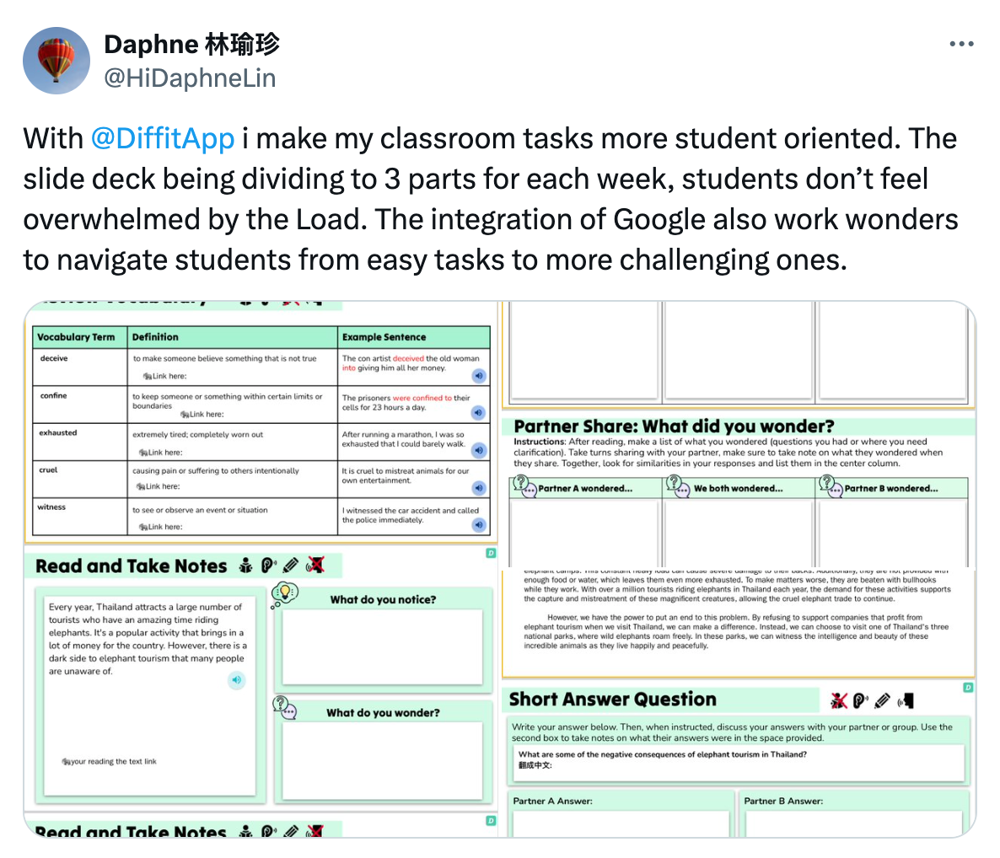 Daphne 林瑜珍
@HiDaphneLin
With @DiffitApp i make my classroom tasks more student oriented. The
slide deck being dividing to 3 parts for each week, students don’t feel
overwhelmed by the Load. The integration of Google also work wonders
to navigate students from easy tasks to more challenging ones.
Vocabulary Term Definition Example Sentence
deceive
to make someone believe something that is not true
Link here:
The con artist deceived the old woman
into giving him all her money.
confine
to keep someone or something within certain limits or
boundaries
Link here:
The prisoners were confined to their
cells for 23 hours a day.
exhausted
extremely tired; completely worn out
Link here:
After running a marathon, I was so
exhausted that I could barely walk.
cruel
causing pain or suffering to others intentionally
Link here:
It is cruel to mistreat animals for our
own entertainment.
witness
to see or observe an event or situation
Link here:
I witnessed the car accident and called
the police immediately.
D
Read and Take Notes
Every year, Thailand attracts a large number of
tourists who have an amazing time riding
elephants. It's a popular activity that brings in a
lot of money for the country. However, there is a
dark side to elephant tourism that many people
are unaware of.
your reading the text link
What do you notice?
What do you wonder?
D
Read and Take Notes
Partner Share: What did you wonder?
Instructions: After reading, make a list of what you wondered (questions you had or where you need
clarification). Take turns sharing with your partner, make sure to take note on what they wondered when
they share. Together, look for similarities in your responses and list them in the center column.
Partner A wondered... We both wondered... Partner B wondered...
elephant camps. This constant heavy load can cause severe damage to their backs. Additionally, they are not provided with
enough food or water, which leaves them even more exhausted. To make matters worse, they are beaten with bullhooks
while they work. With over a million tourists riding elephants in Thailand each year, the demand for these activities supports
the capture and mistreatment of these magnificent creatures, allowing the cruel elephant trade to continue.
However, we have the power to put an end to this problem. By refusing to support companies that profit from
elephant tourism when we visit Thailand, we can make a difference. Instead, we can choose to visit one of Thailand's three
national parks, where wild elephants roam freely. In these parks, we can witness the intelligence and beauty of these
incredible animals as they live happily and peacefully.
D
Short Answer Question
Write your answer below. Then, when instructed, discuss your answers with your partner or group. Use the
second box to take notes on what their answers were in the space provided.
What are some of the negative consequences of elephant tourism in Thailand?
翻成中文:
Partner A Answer: Partner B Answer: